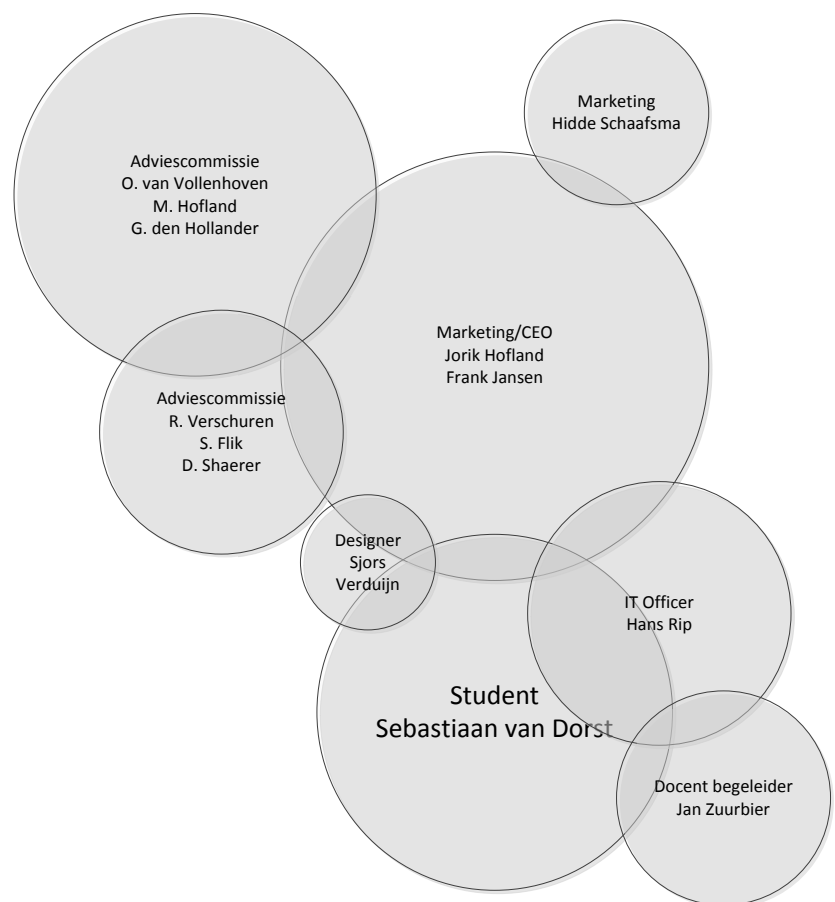 Marketing
Hidde Schaafsma
Adviescommissie
O. van Vollenhoven
M. Hofland
G. den Hollander
Marketing/CEO
Jorik Hofland
Frank Jansen
Adviescommissie
R. Verschuren
S. Flik
D. Shaerer
Designer
Sjors
Verduijn
IT Officer
Hans Rip
Student
Sebastiaan van Dorst
Docent begeleider
Jan Zuurbier